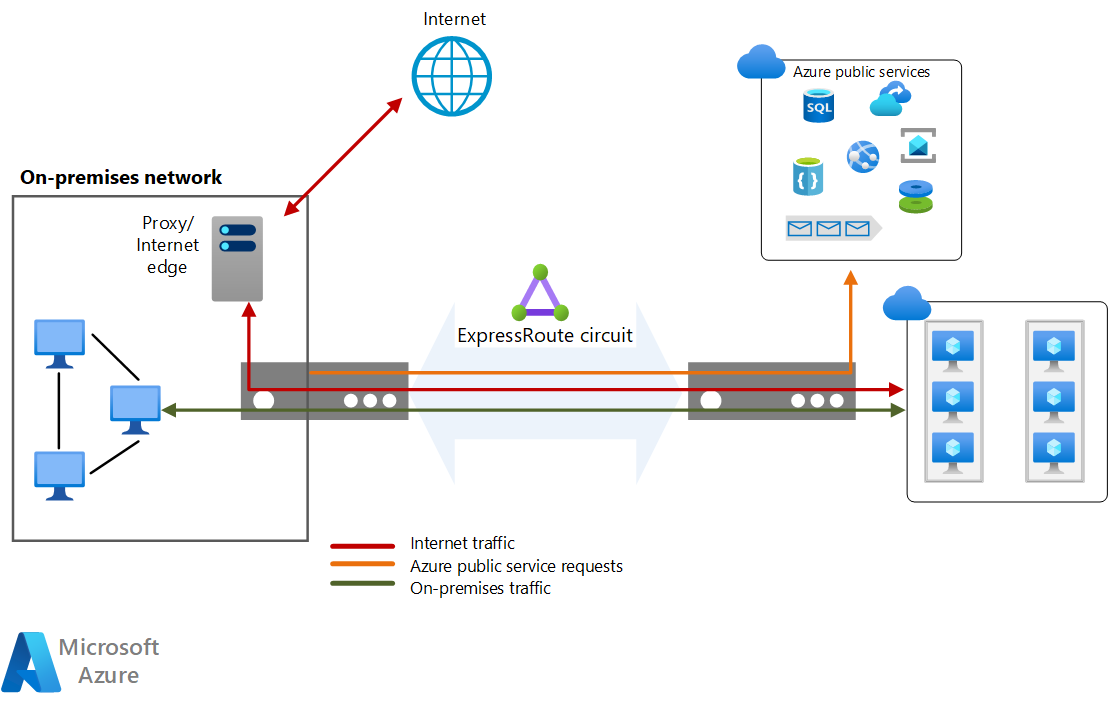 Internet
Azure public services
SQL
On-premises network
Proxy/
Internet
edge
{}
ExpressRoute circuit
Internet traffic
Azure public service requests
On-premises traffic
Microsoft
Azure